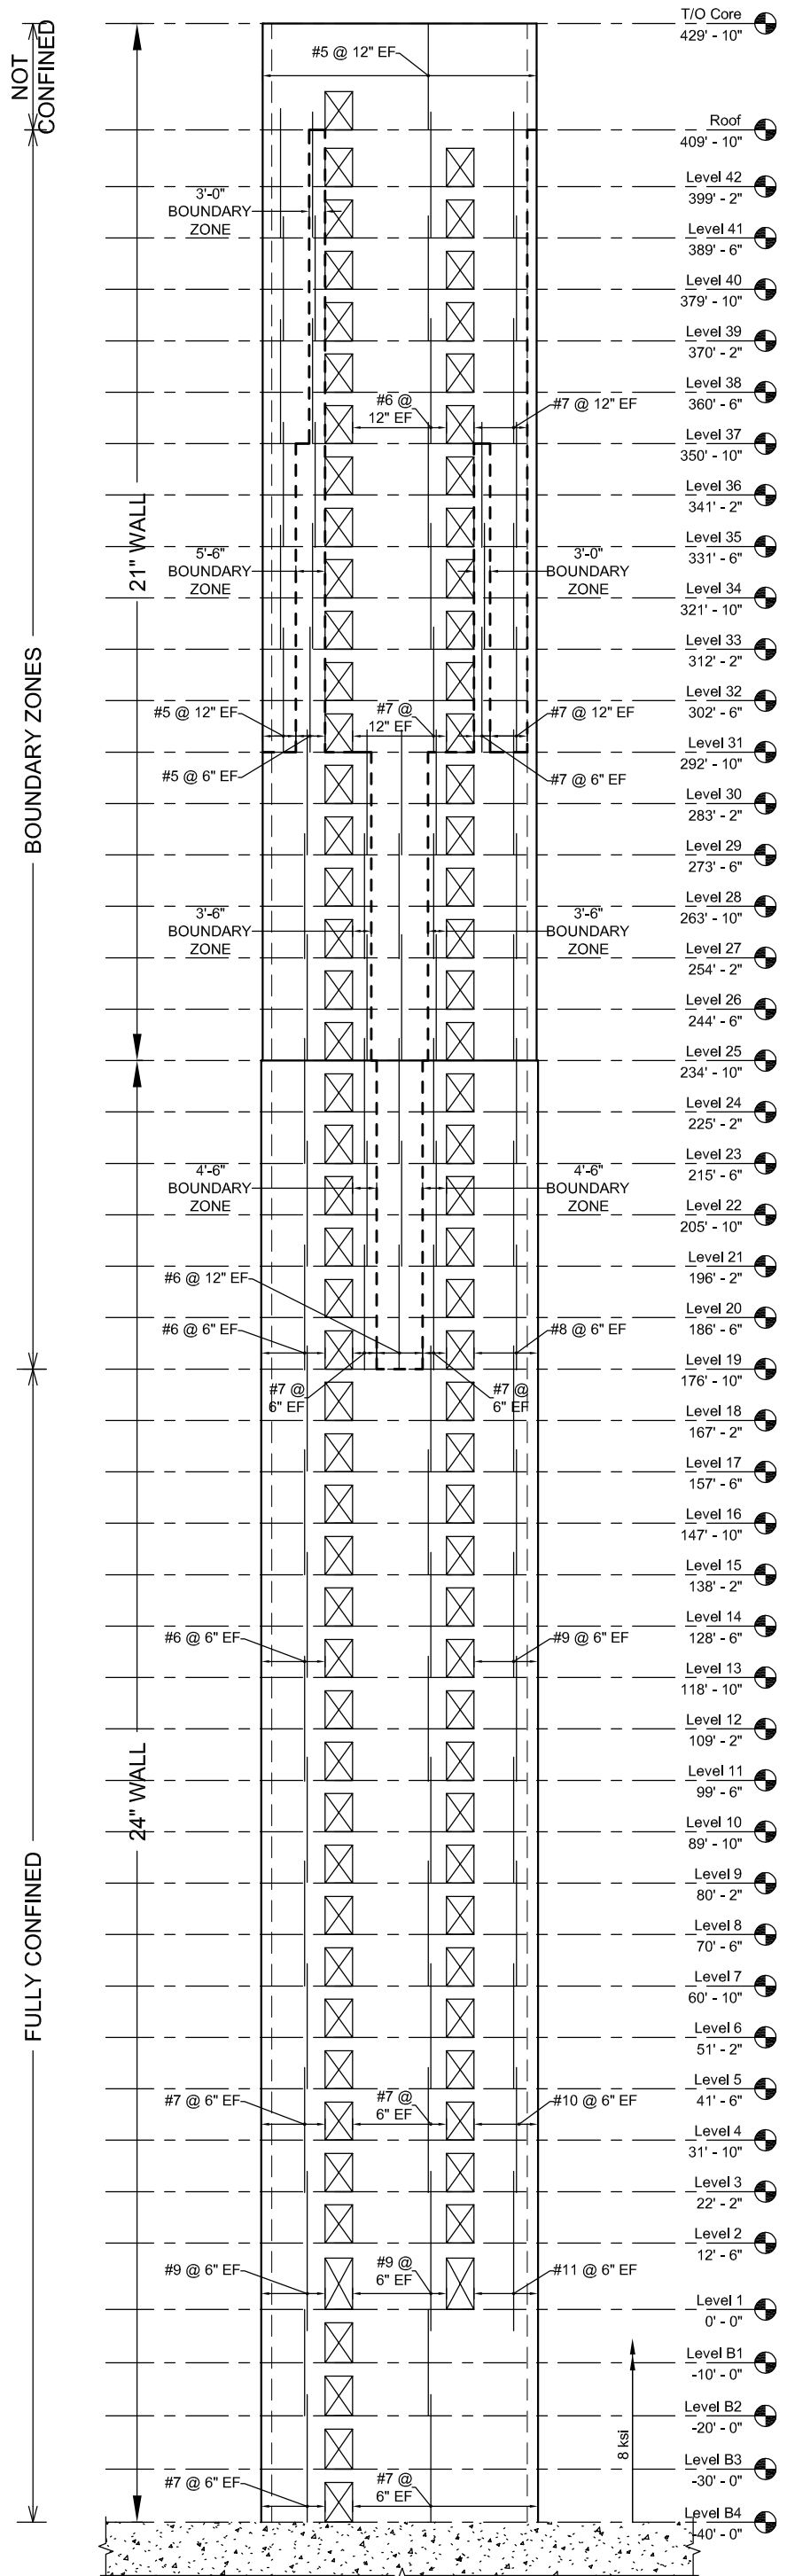 T/O Core
429' - 10"
NOT
CONFINED
#5 @ 12" EF
Roof
409' - 10"
Level 42
399' - 2"
3'-0"
BOUNDARY
ZONE
Level 41
389' - 6"
Level 40
379' - 10"
Level 39
370' - 2"
Level 38
360' - 6"
#6 @
12" EF
#7 @ 12" EF
Level 37
350' - 10"
Level 36
341' - 2"
21" WALL
Level 35
331' - 6"
5'-6"
BOUNDARY
ZONE
3'-0"
BOUNDARY
ZONE
Level 34
321' - 10"
Level 33
312' - 2"
BOUNDARY ZONES
Level 32
302' - 6"
#5 @ 12" EF
#7 @
12" EF
#7 @ 12" EF
Level 31
292' - 10"
#5 @ 6" EF
#7 @ 6" EF
Level 30
283' - 2"
Level 29
273' - 6"
Level 28
263' - 10"
3'-6"
BOUNDARY
ZONE
3'-6"
BOUNDARY
ZONE
Level 27
254' - 2"
Level 26
244' - 6"
Level 25
234' - 10"
Level 24
225' - 2"
Level 23
215' - 6"
4'-6"
BOUNDARY
ZONE
4'-6"
BOUNDARY
ZONE
Level 22
205' - 10"
Level 21
196' - 2"
#6 @ 12" EF
Level 20
186' - 6"
#6 @ 6" EF
#8 @ 6" EF
Level 19
176' - 10"
#7 @
6" EF
#7 @
6" EF
Level 18
167' - 2"
Level 17
157' - 6"
Level 16
147' - 10"
Level 15
138' - 2"
Level 14
128' - 6"
#6 @ 6" EF
#9 @ 6" EF
Level 13
118' - 10"
Level 12
109' - 2"
24" WALL
Level 11
99' - 6"
Level 10
89' - 10"
FULLY CONFINED
Level 9
80' - 2"
Level 8
70' - 6"
Level 7
60' - 10"
Level 6
51' - 2"
Level 5
41' - 6"
#7 @ 6" EF
#7 @
6" EF
#10 @ 6" EF
Level 4
31' - 10"
Level 3
22' - 2"
Level 2
12' - 6"
#9 @ 6" EF
#9 @
6" EF
#11 @ 6" EF
Level 1
0' - 0"
Level B1
-10' - 0"
Level B2
-20' - 0"
8 ksi
Level B3
-30' - 0"
#7 @ 6" EF
#7 @
6" EF
Level B4
-40' - 0"